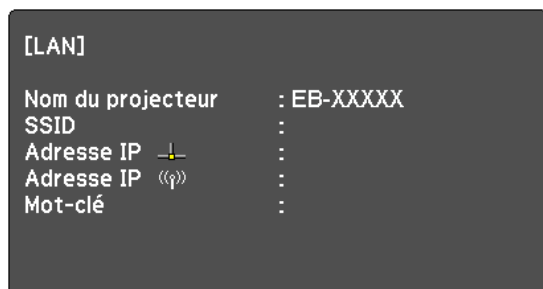 [LAN]
Nom du projecteur : EB-XXXXX
SSID :
Adresse IP :
Adresse IP :
Mot-clé :